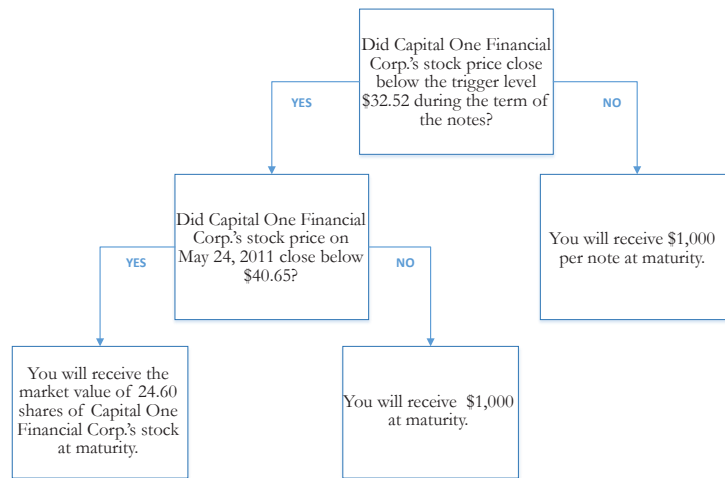 Did Capital One Financial
Corp.'s stock price close
below the trigger level
$32.52 during the term of
the notes?
YES
NO
Did Capital One Financial
Corp.'s stock price on
May 24, 2011 close below
$40.65?
You will receive $1,000
per note at maturity.
YES
NO
You will receive the
market value of 24.60
shares of Capital One
Financial Corp.'s stock
at maturity.
You will receive $1,000
at maturity.